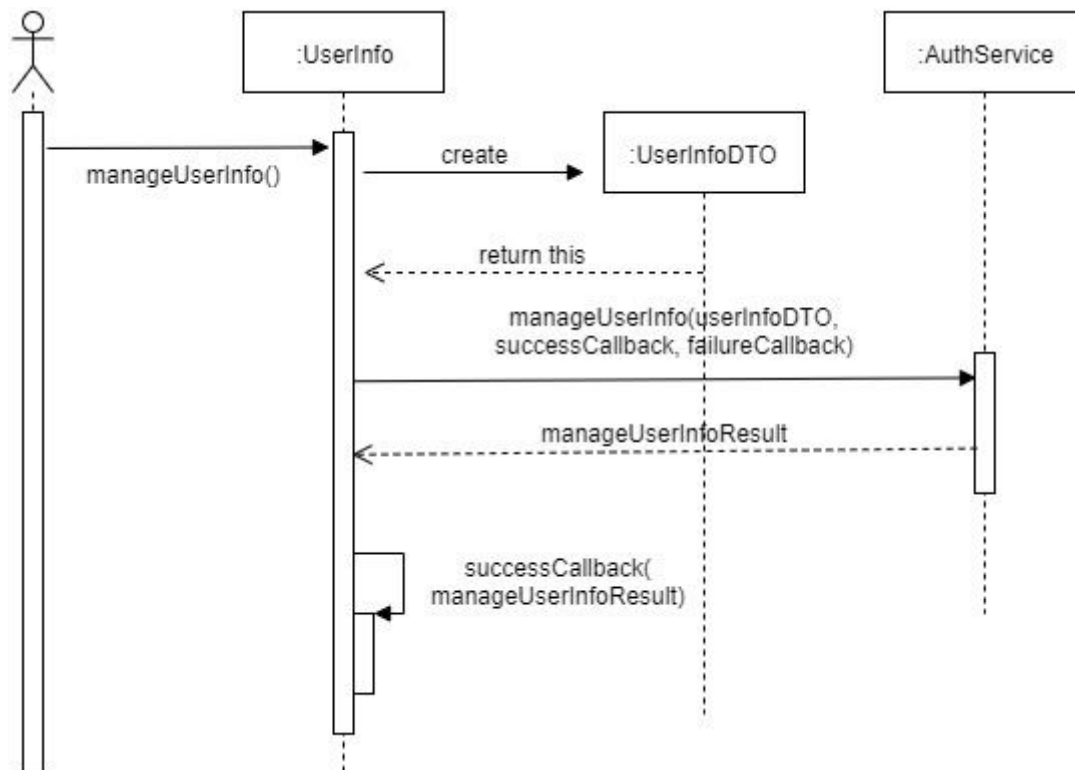 :UserInfo
:AuthService
:UserInfoDTO
create
manageUserInfo()
return this
manageUserInfo(userInfoDTO,
successCallback, failureCallback)
manageUserInfoResult
successCallback(
manageUserInfoResult)